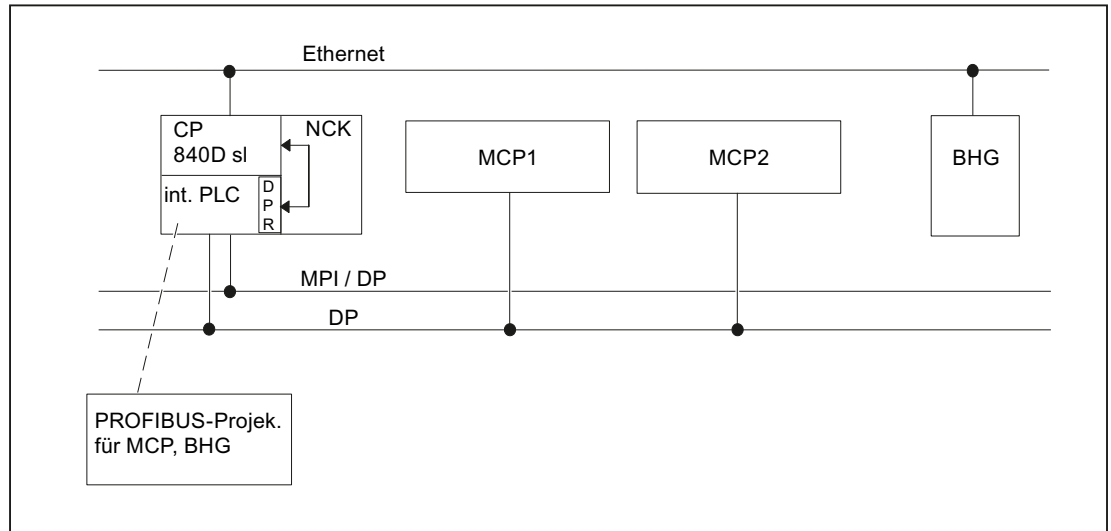 Ethernet
CP
840D sl
NCK
int. PLC
D
P
R
MCP1
MCP2
BHG
MPI / DP
DP
PROFIBUS-Projek.
für MCP, BHG